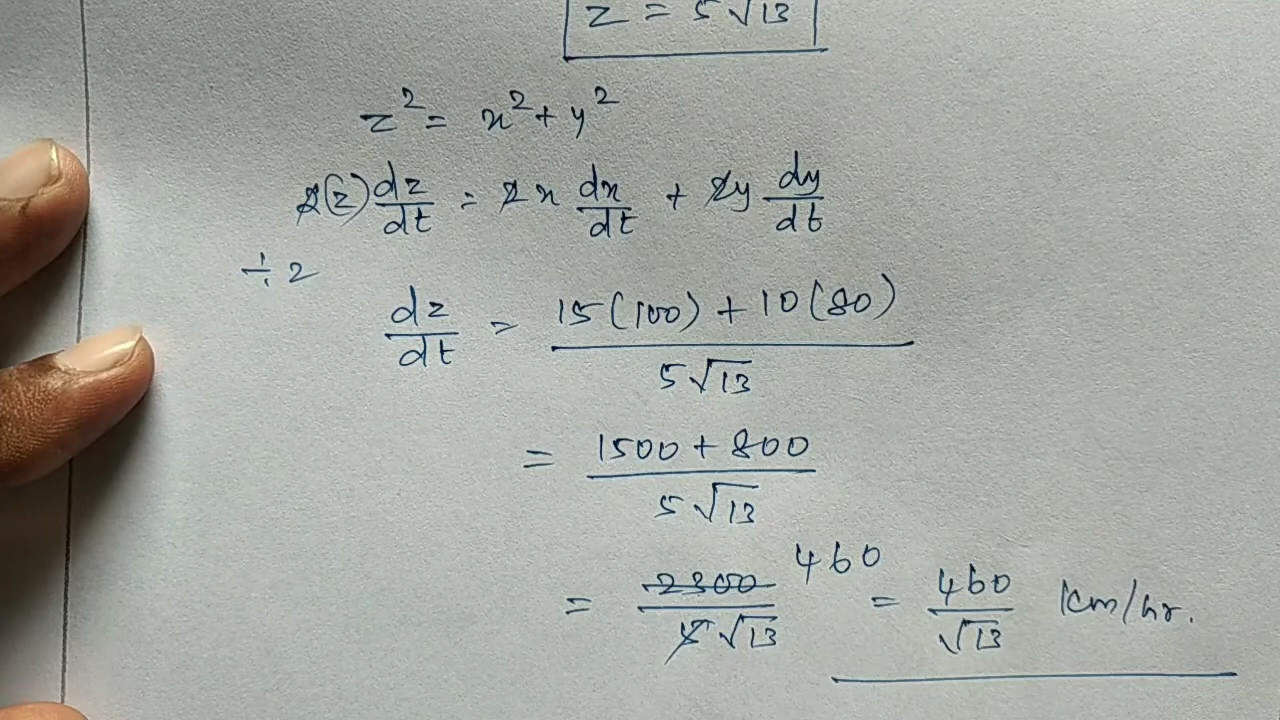 z = 5√13
z² = x² + y²
2(z) dz/dt = 2x dx/dt + 2y dy/dt
÷ 2
dz/dt = 15(100) + 10(80) / 5√13
= 1500 + 800 / 5√13
= 2300 / 5√13 460 = 460 / √13 km/hr.